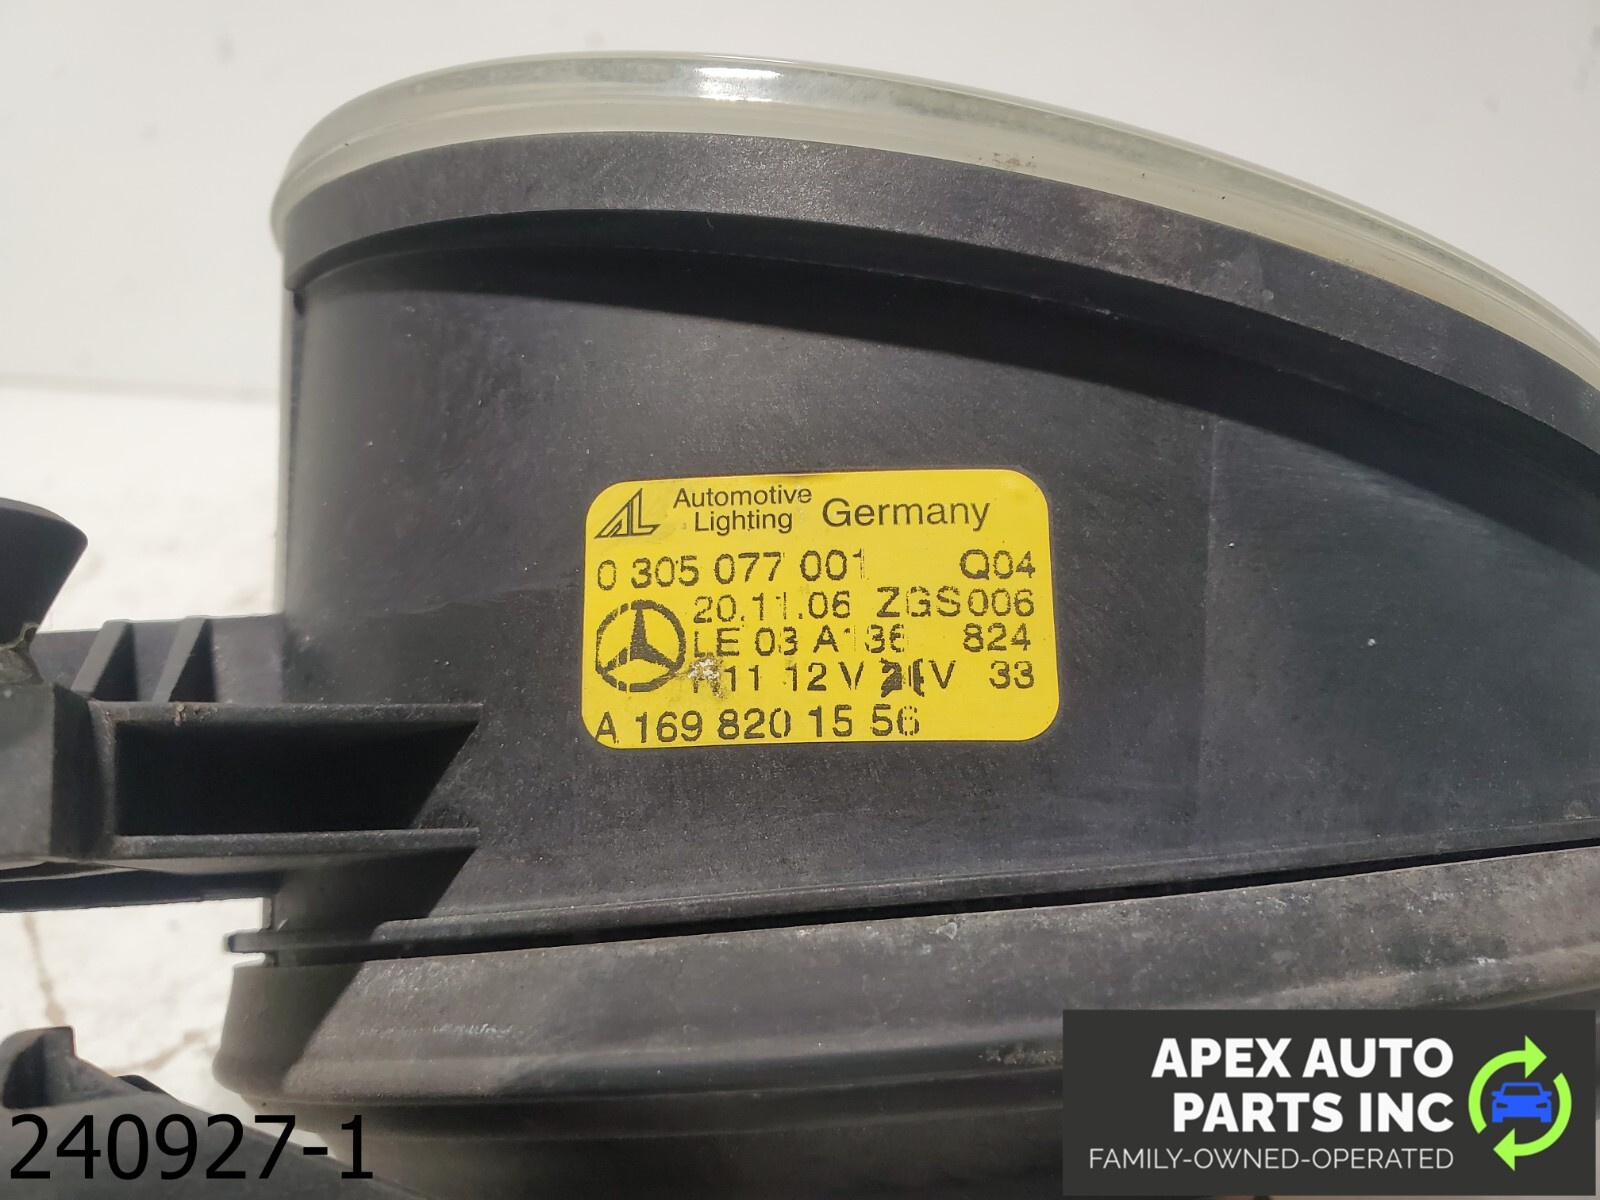 Automotive
Lighting Germany
0 305 077 001 Q04
20.11.06 ZGS006
LE 03 A136 824
12 V V 33
A 169 820 15 56
240927-1
APEX AUTO
PARTS INC
FAMILY-OWNED-OPERATED